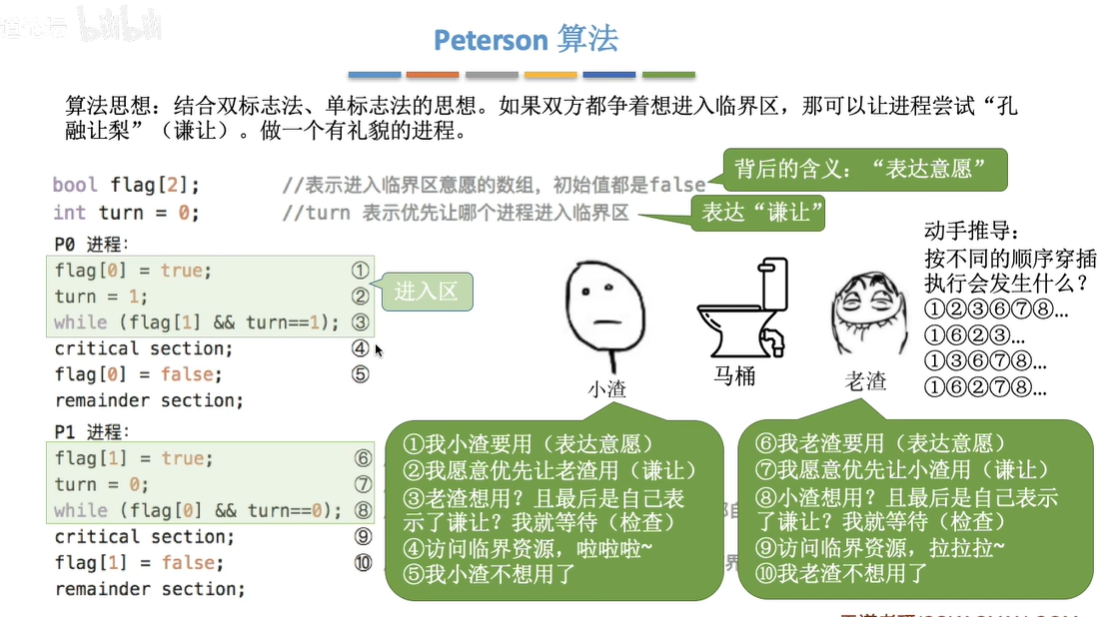 Peterson 算法
算法思想：结合双标志法、单标志法的思想。如果双方都争着想进入临界区，那可以让进程尝试“孔
融让梨”（谦让）。做一个有礼貌的进程。
bool flag[2]; //表示进入临界区意愿的数组，初始值都是false
int turn = 0; //turn 表示优先让哪个进程进入临界区
背后的含义：“表达意愿”
表达“谦让”
P0 进程：
flag[0] = true; ①
turn = 1; ②
while (flag[1] && turn==1); ③
critical section; ④
flag[0] = false; ⑤
remainder section;
进入区
P1 进程：
flag[1] = true; ⑥
turn = 0; ⑦
while (flag[0] && turn==0); ⑧
critical section; ⑨
flag[1] = false; ⑩
remainder section;
小渣
马桶
老渣
动手推导：
按不同的顺序穿插
执行会发生什么？
①②③⑥⑦⑧…
①⑥②③…
①③⑥⑦⑧…
①⑥②⑦⑧…
①我小渣要用（表达意愿）
②我愿意优先让老渣用（谦让）
③老渣想用？且最后是自己表
示了谦让？我就等待（检查）
④访问临界资源，啦啦啦~
⑤我小渣不想用了
⑥我老渣要用（表达意愿）
⑦我愿意优先让小渣用（谦让）
⑧小渣想用？且最后是自己表示
了谦让？我就等待（检查）
⑨访问临界资源，拉拉拉~
⑩我老渣不想用了